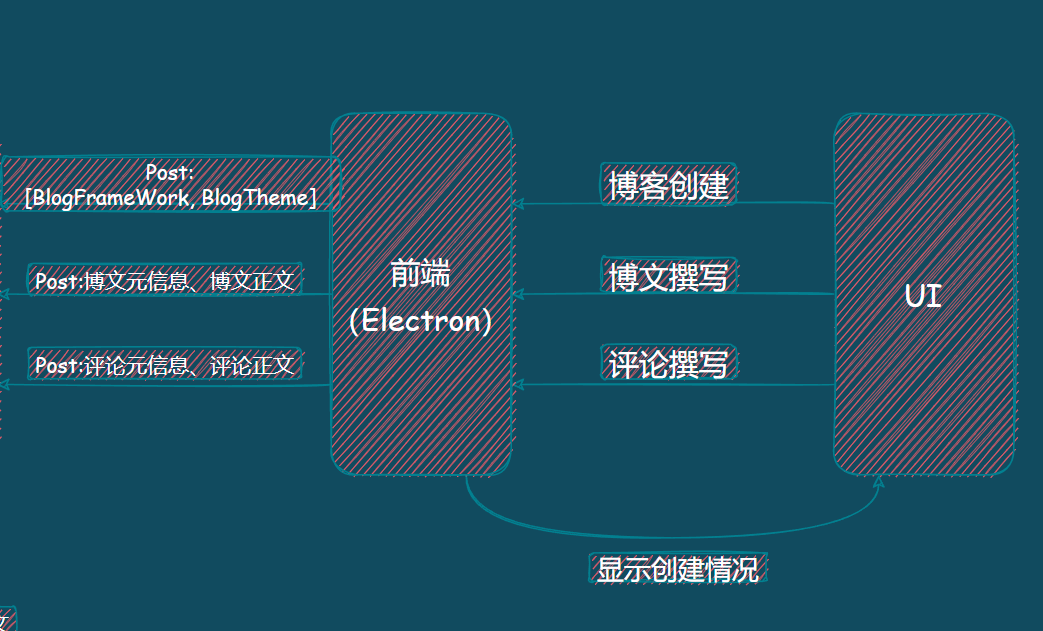 Post:
[BlogFrameWork, BlogTheme]
博客创建
前端
(Electron)
博文撰写
Post:博文元信息、博文正文
UI
Post:评论元信息、评论正文
评论撰写
显示创建情况